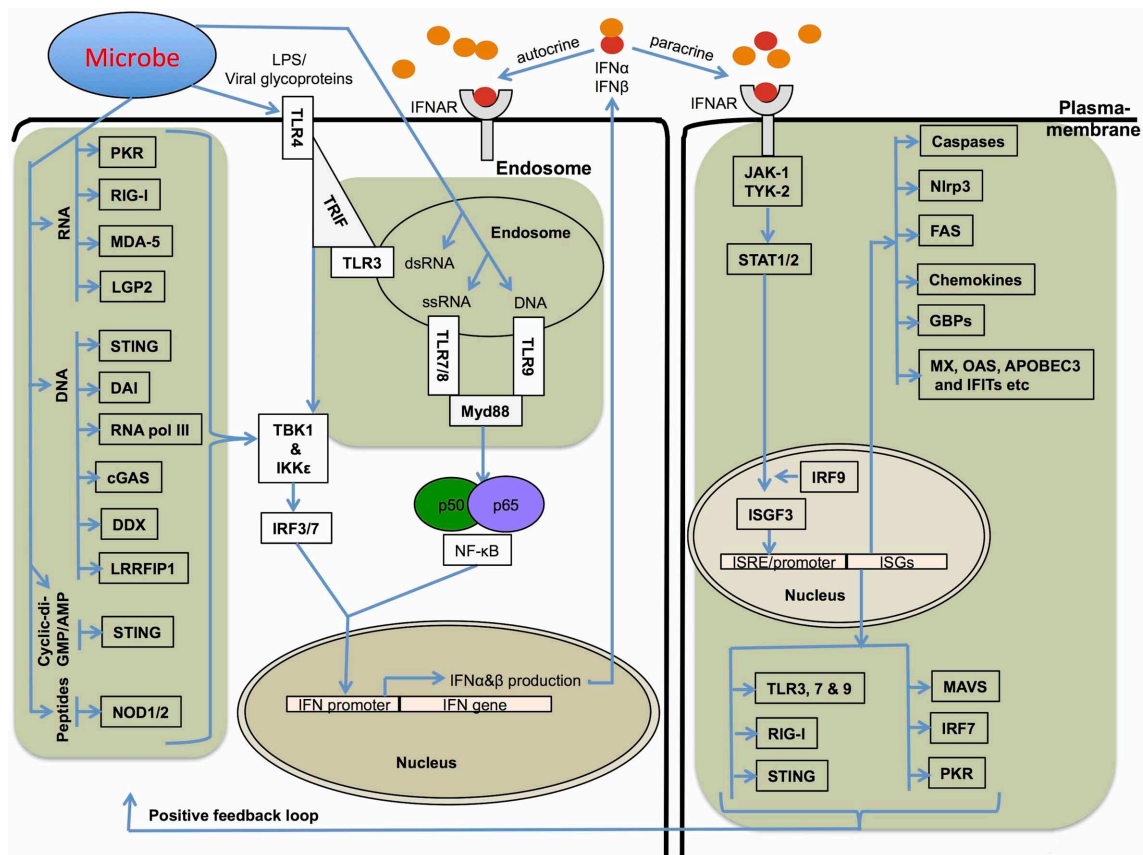 Microbe
LPS/
Viral glycoproteins
TLR4
TRIF
TLR3
IFNAR
autocrine
IFNα
IFNβ
paracrine
IFNAR
Plasma-
membrane
Endosome
Endosome
dsRNA
ssRNA
DNA
TLR7/8
TLR9
Myd88
RNA
PKR
RIG-I
MDA-5
LGP2
DNA
STING
DAI
RNA pol III
cGAS
DDX
LRRFIP1
Cyclic-di-
GMP/AMP
STING
Peptides
NOD1/2
TBK1
&
IKKε
IRF3/7
p50
p65
NF-κB
IFNα&β production
IFN promoter
IFN gene
Nucleus
Positive feedback loop
JAK-1
TYK-2
STAT1/2
IRF9
ISGF3
ISRE/promoter
ISGs
Nucleus
Caspases
Nlrp3
FAS
Chemokines
GBPs
MX, OAS, APOBEC3
and IFITs etc
TLR3, 7 & 9
RIG-I
STING
MAVS
IRF7
PKR